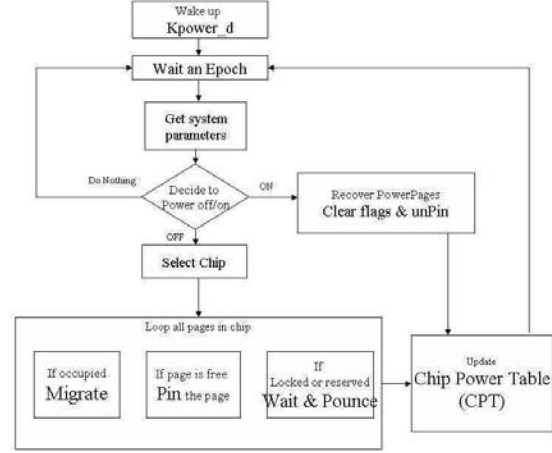 Wake up
Kpower_d
Wait an Epoch
Get system
parameters
Do Nothing
Decide to
Power off/on
ON
Recover PowerPages
Clear flags & unPin
OFF
Select Chip
Loop all pages in chip
If occupied
Migrate
If page is free
Pin the page
If
Locked or reserved
Wait & Pounce
Update
Chip Power Table
(CPT)